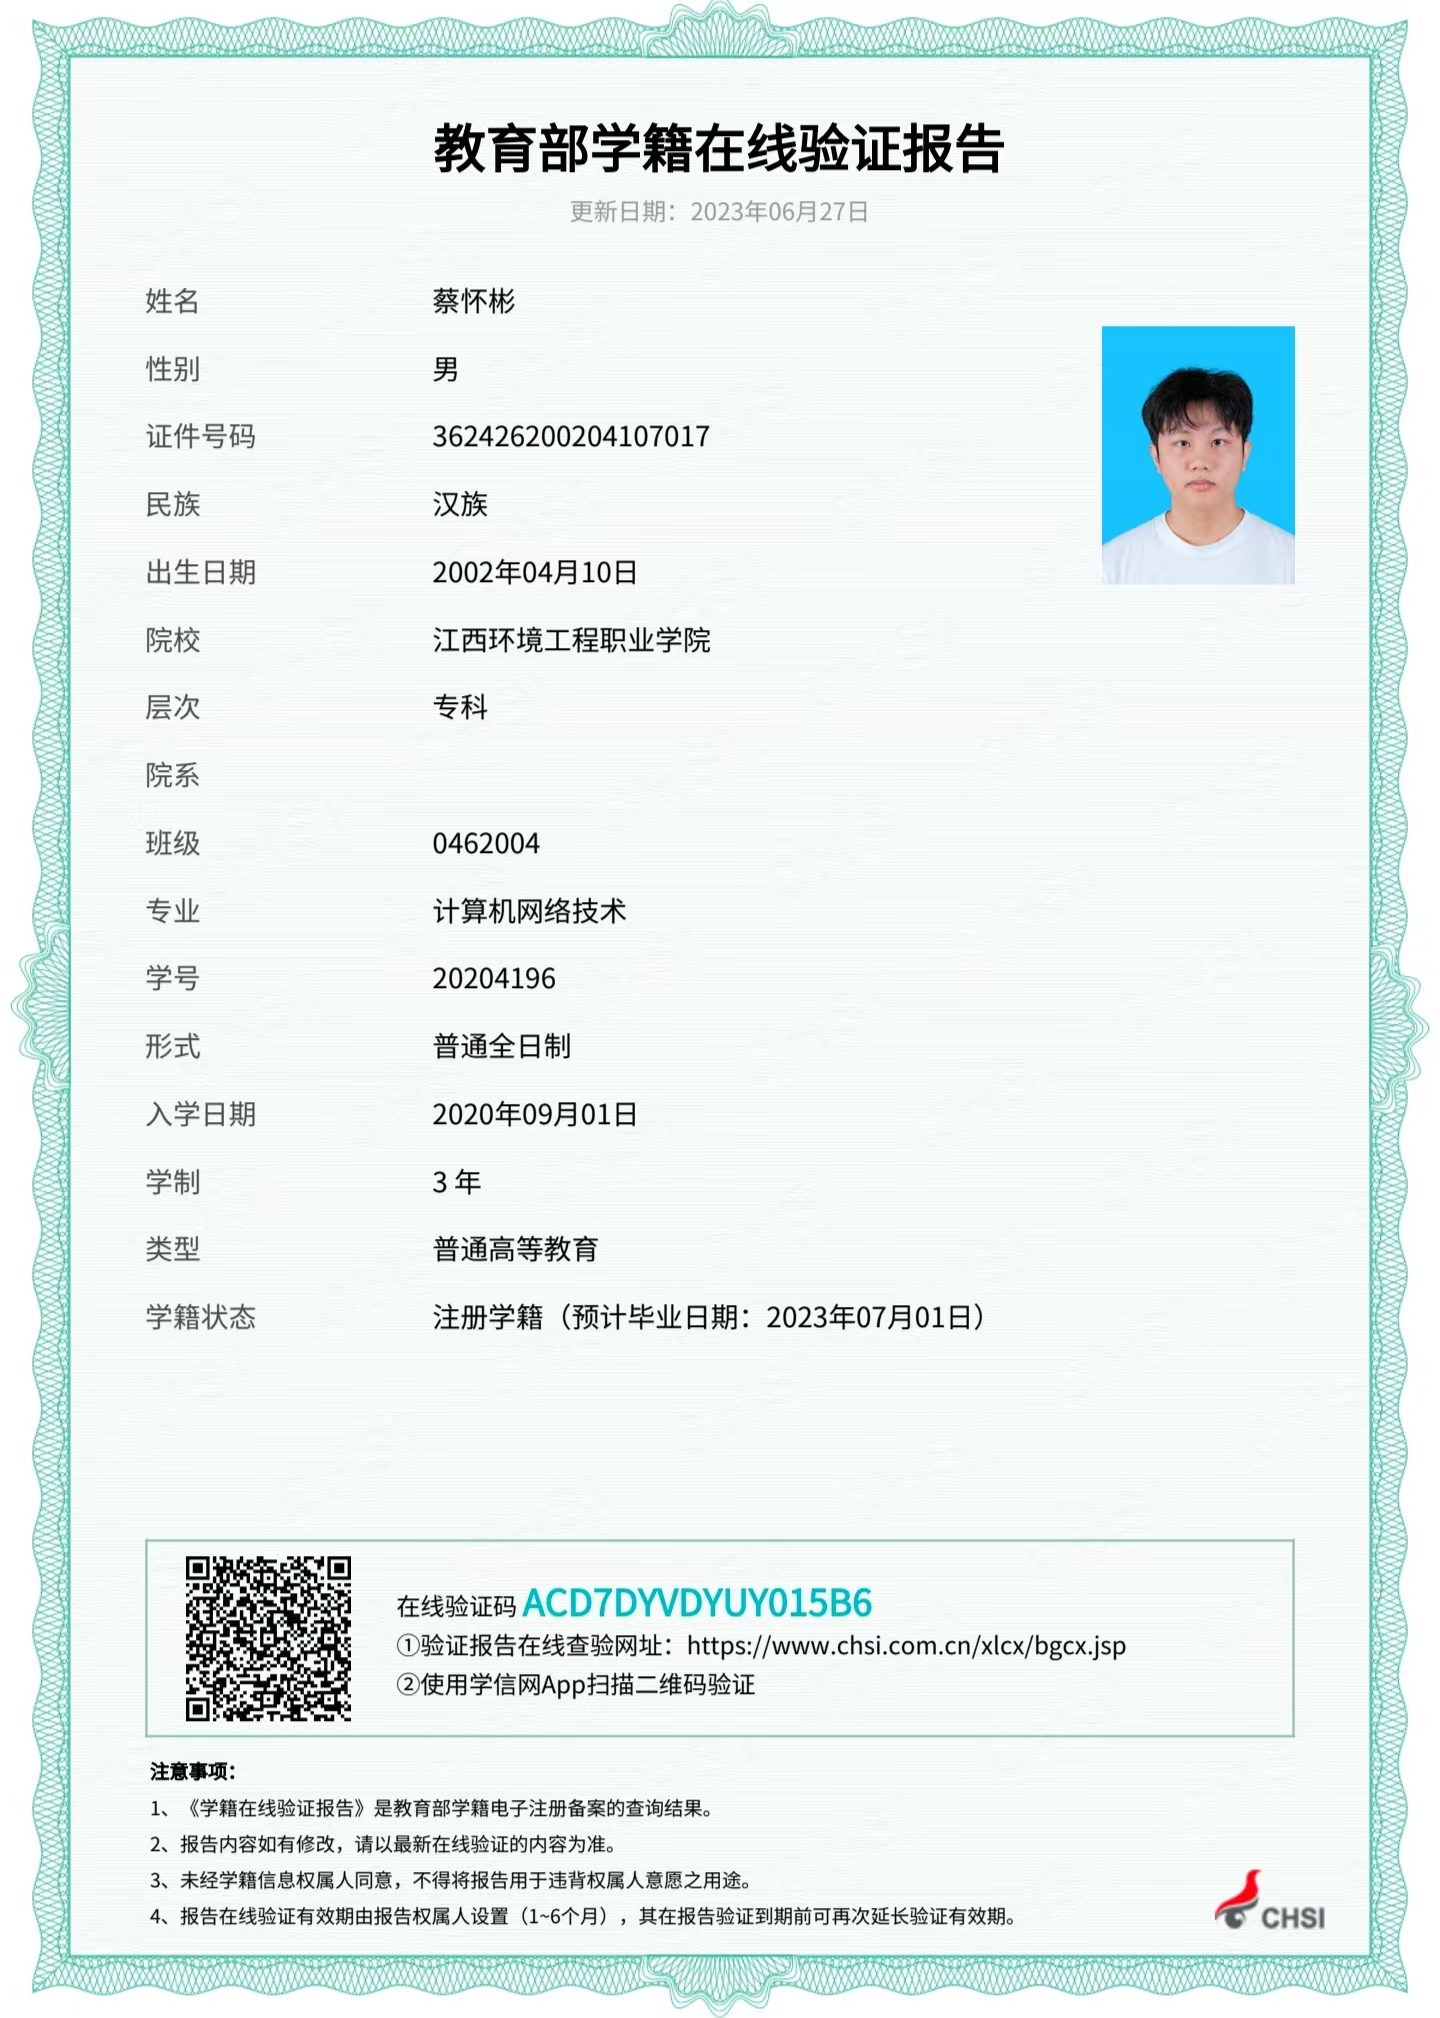 教育部学籍在线验证报告
更新日期：2023年06月27日
姓名 蔡怀彬
性别 男
证件号码 362426200204107017
民族 汉族
出生日期 2002年04月10日
院校 江西环境工程职业学院
层次 专科
院系
班级 0462004
专业 计算机网络技术
学号 20204196
形式 普通全日制
入学日期 2020年09月01日
学制 3 年
类型 普通高等教育
学籍状态 注册学籍（预计毕业日期：2023年07月01日）
在线验证码 ACD7DYVDYUY015B6
①验证报告在线查验网址：https://www.chsi.com.cn/xlcx/bgcx.jsp
②使用学信网App扫描二维码验证
注意事项：
1、《学籍在线验证报告》是教育部学籍电子注册备案的查询结果。
2、报告内容如有修改，请以最新在线验证的内容为准。
3、未经学籍信息权属人同意，不得将报告用于违背权属人意愿之用途。
4、报告在线验证有效期由报告权属人设置（1~6个月），其在报告验证到期前可再次延长验证有效期。
CHSI